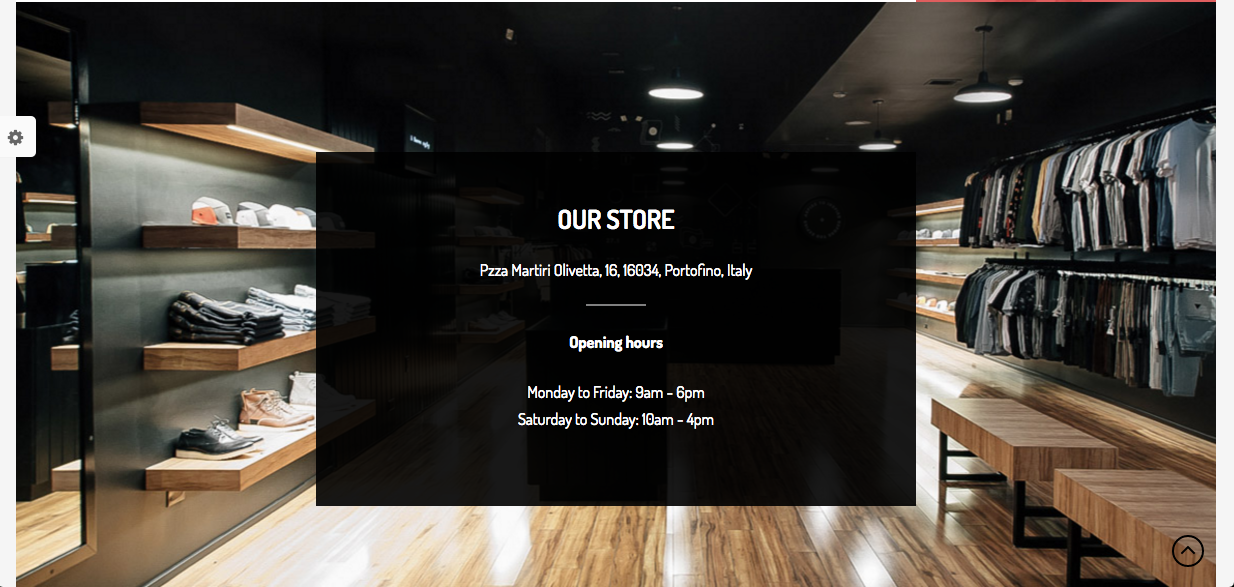 OUR STORE
Pzza Martiri Olivetta, 16, 16034, Portofino, Italy
Opening hours
Monday to Friday: 9am - 6pm
Saturday to Sunday: 10am - 4pm